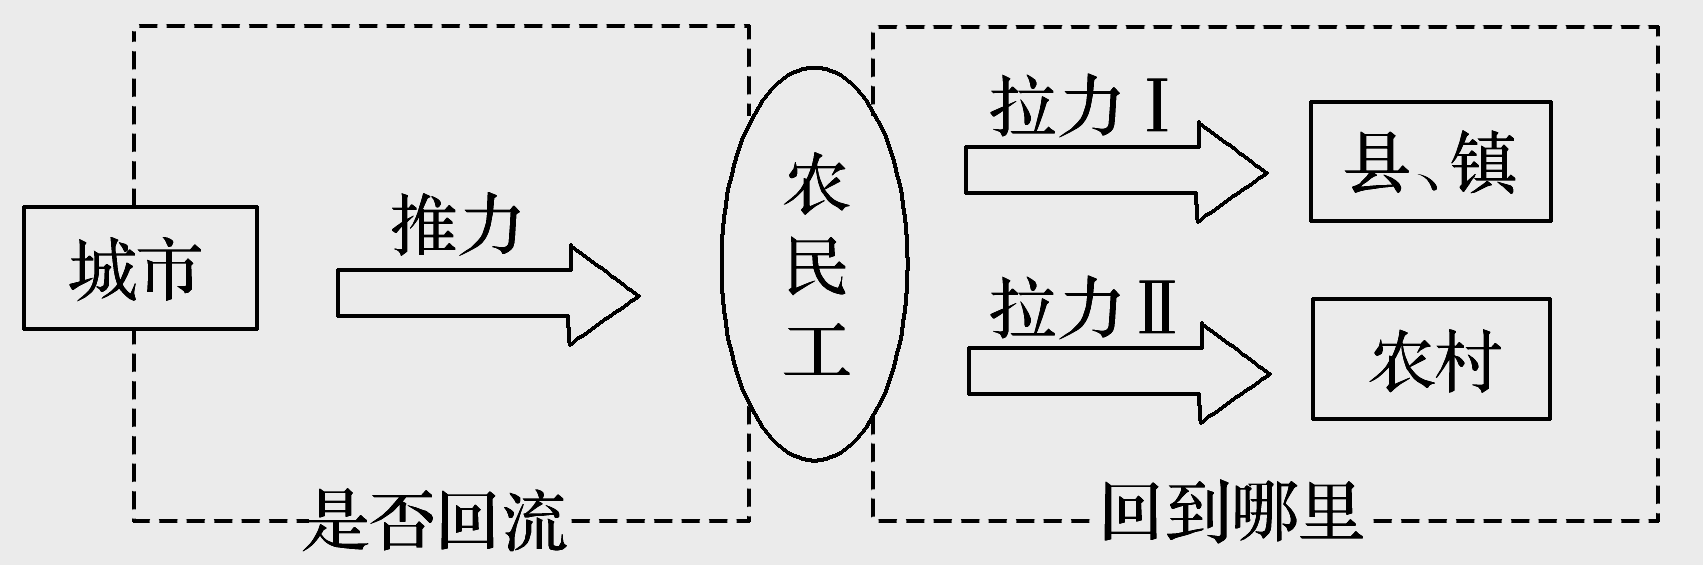 城市
推力
是否回流
农民工
拉力Ⅰ
县、镇
拉力Ⅱ
农村
回到哪里